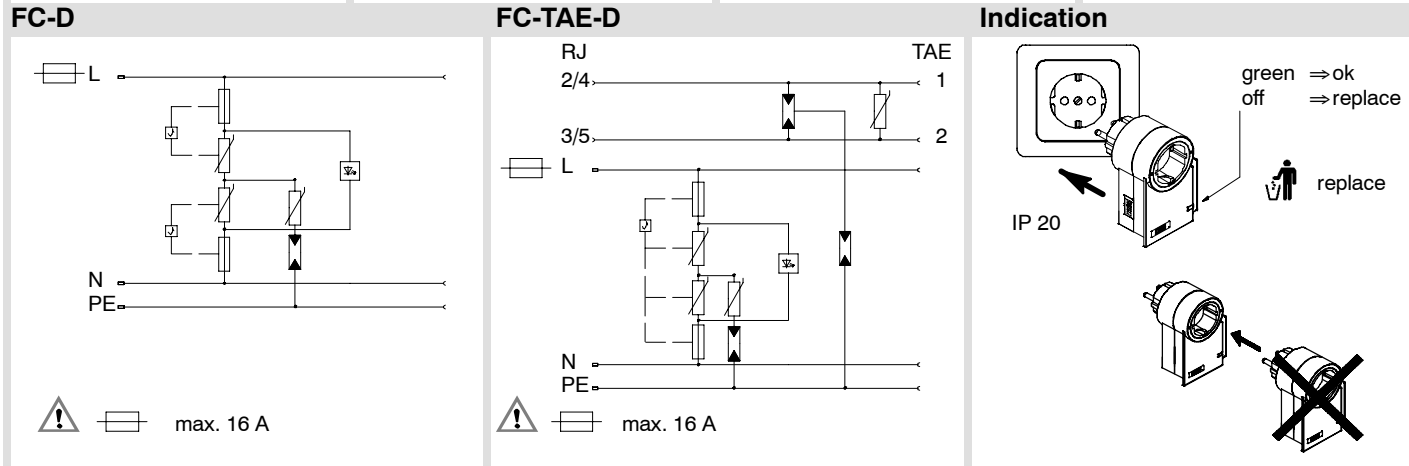 FC-D
L
N
PE
max. 16 A
FC-TAE-D
RJ TAE
2/4 1
3/5 2
L
N
PE
max. 16 A
Indication
green ⇒ ok
off ⇒ replace
replace
IP 20